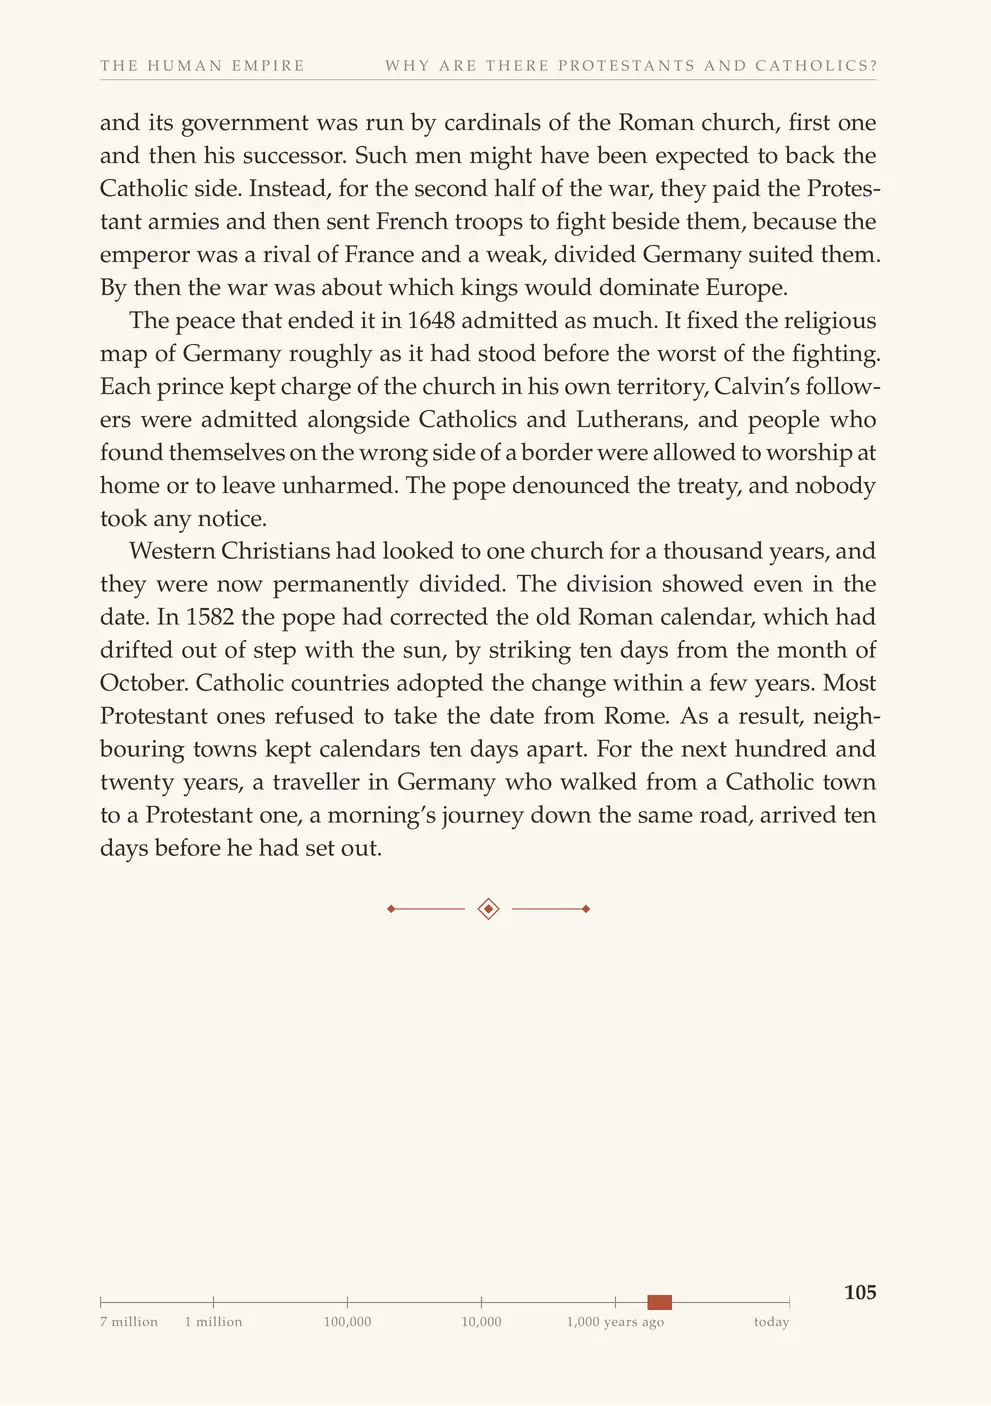 THE HUMAN EMPIRE WHY ARE THERE PROTESTANTS AND CATHOLICS?
and its government was run by cardinals of the Roman church, first one
and then his successor. Such men might have been expected to back the
Catholic side. Instead, for the second half of the war, they paid the Protes-
tant armies and then sent French troops to fight beside them, because the
emperor was a rival of France and a weak, divided Germany suited them.
By then the war was about which kings would dominate Europe.
The peace that ended it in 1648 admitted as much. It fixed the religious
map of Germany roughly as it had stood before the worst of the fighting.
Each prince kept charge of the church in his own territory, Calvin’s follow-
ers were admitted alongside Catholics and Lutherans, and people who
found themselves on the wrong side of a border were allowed to worship at
home or to leave unharmed. The pope denounced the treaty, and nobody
took any notice.
Western Christians had looked to one church for a thousand years, and
they were now permanently divided. The division showed even in the
date. In 1582 the pope had corrected the old Roman calendar, which had
drifted out of step with the sun, by striking ten days from the month of
October. Catholic countries adopted the change within a few years. Most
Protestant ones refused to take the date from Rome. As a result, neigh-
bouring towns kept calendars ten days apart. For the next hundred and
twenty years, a traveller in Germany who walked from a Catholic town
to a Protestant one, a morning’s journey down the same road, arrived ten
days before he had set out.
105
7 million 1 million 100,000 10,000 1,000 years ago today